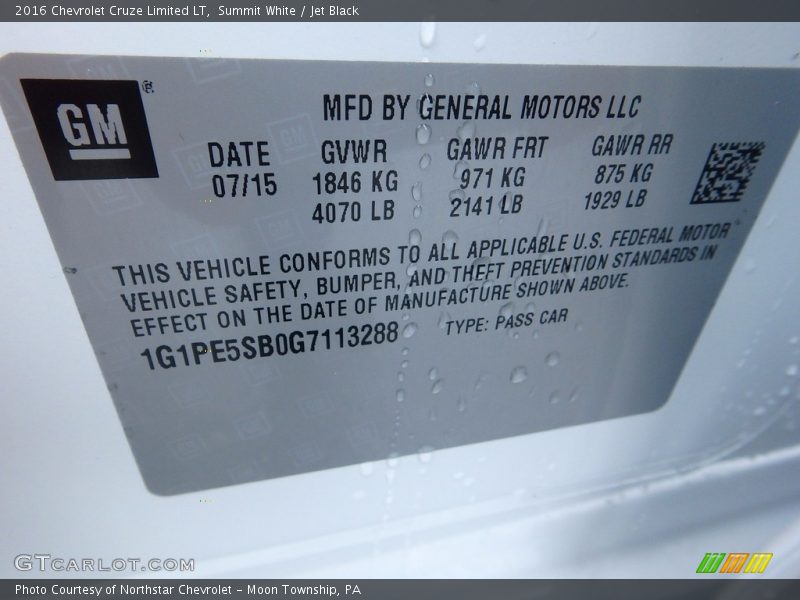 2016 Chevrolet Cruze Limited LT, Summit White / Jet Black
GM ®
MFD BY GENERAL MOTORS LLC
DATE GVWR GAWR FRT GAWR RR
07/15 1846 KG 971 KG 875 KG
4070 LB 2141 LB 1929 LB
THIS VEHICLE CONFORMS TO ALL APPLICABLE U.S. FEDERAL MOTOR
VEHICLE SAFETY, BUMPER, AND THEFT PREVENTION STANDARDS IN
EFFECT ON THE DATE OF MANUFACTURE SHOWN ABOVE.
1G1PE5SB0G7113288 TYPE: PASS CAR
GTCARLOT.COM
Photo Courtesy of Northstar Chevrolet - Moon Township, PA